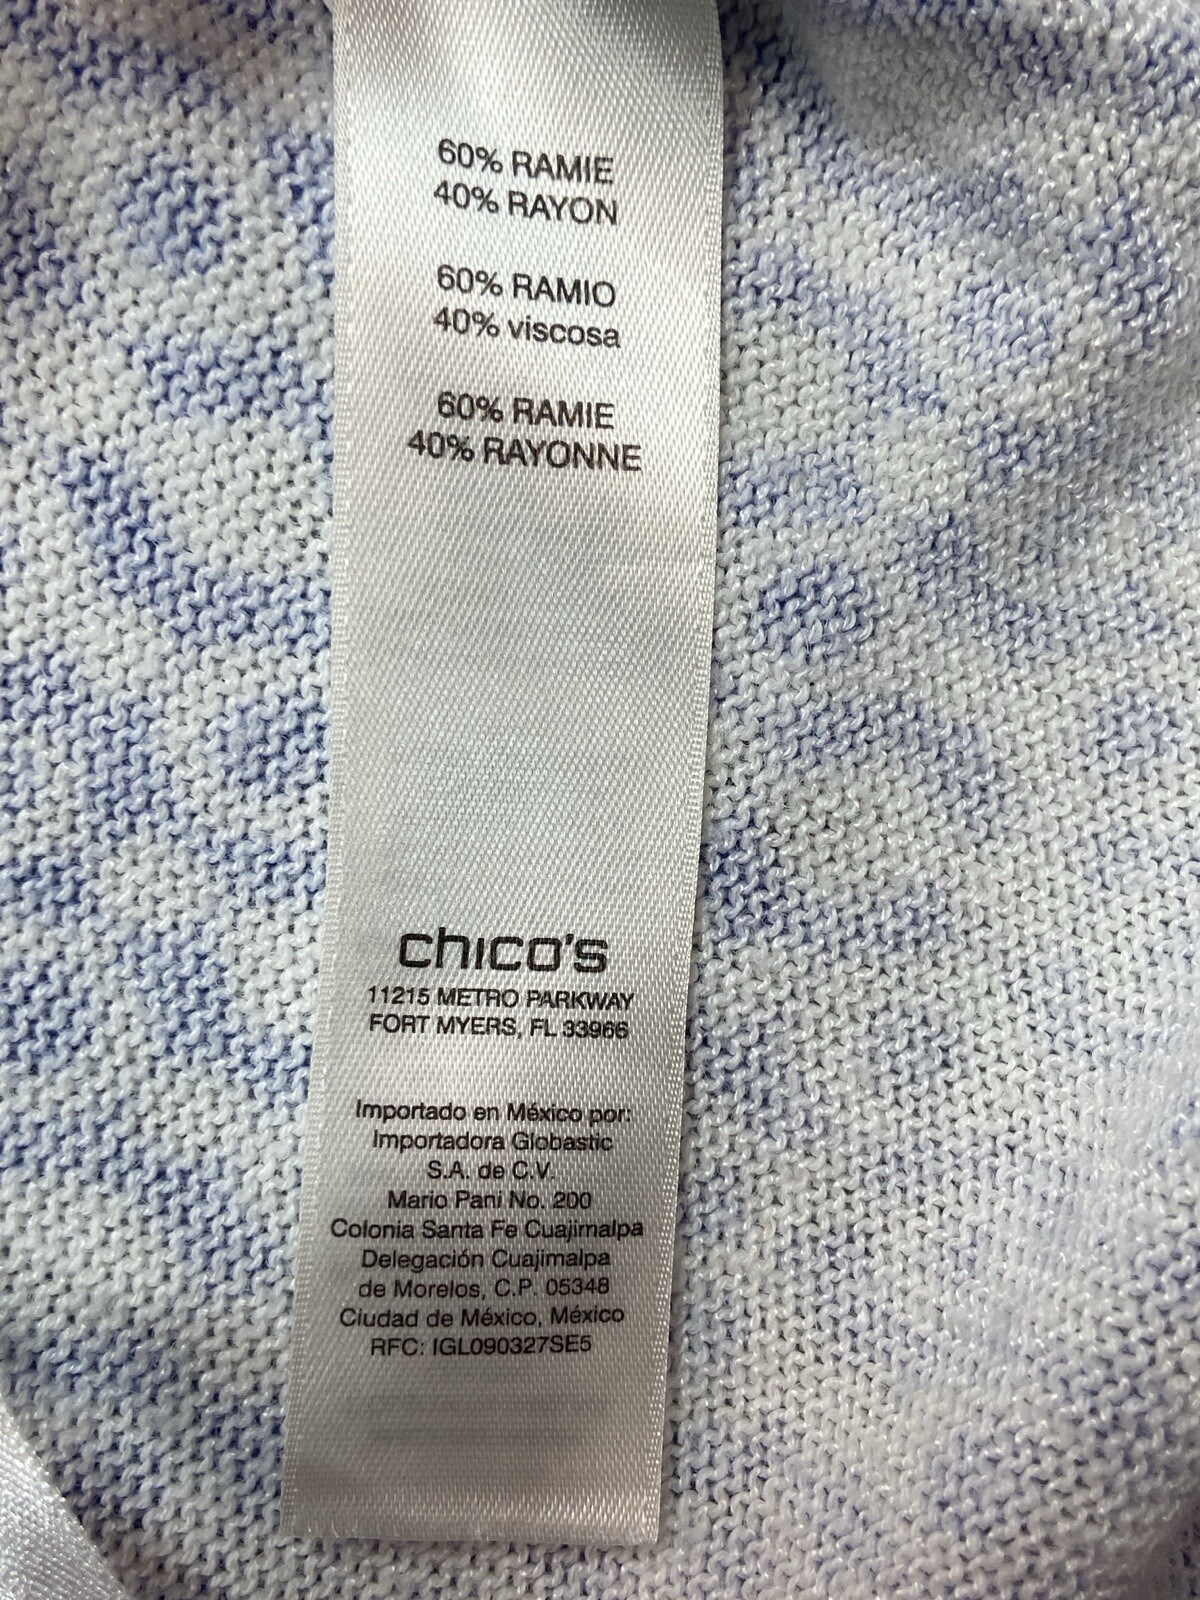 60% RAMIE
40% RAYON
60% RAMIO
40% viscosa
60% RAMIE
40% RAYONNE
chico's
11215 METRO PARKWAY
FORT MYERS, FL 33966
Importado en México por:
Importadora Globastic
S.A. de C.V.
Mario Pani No. 200
Colonia Santa Fe Cuajimalpa
Delegación Cuajimalpa
de Morelos, C.P. 05348
Ciudad de México, México
RFC: IGL090327SE5